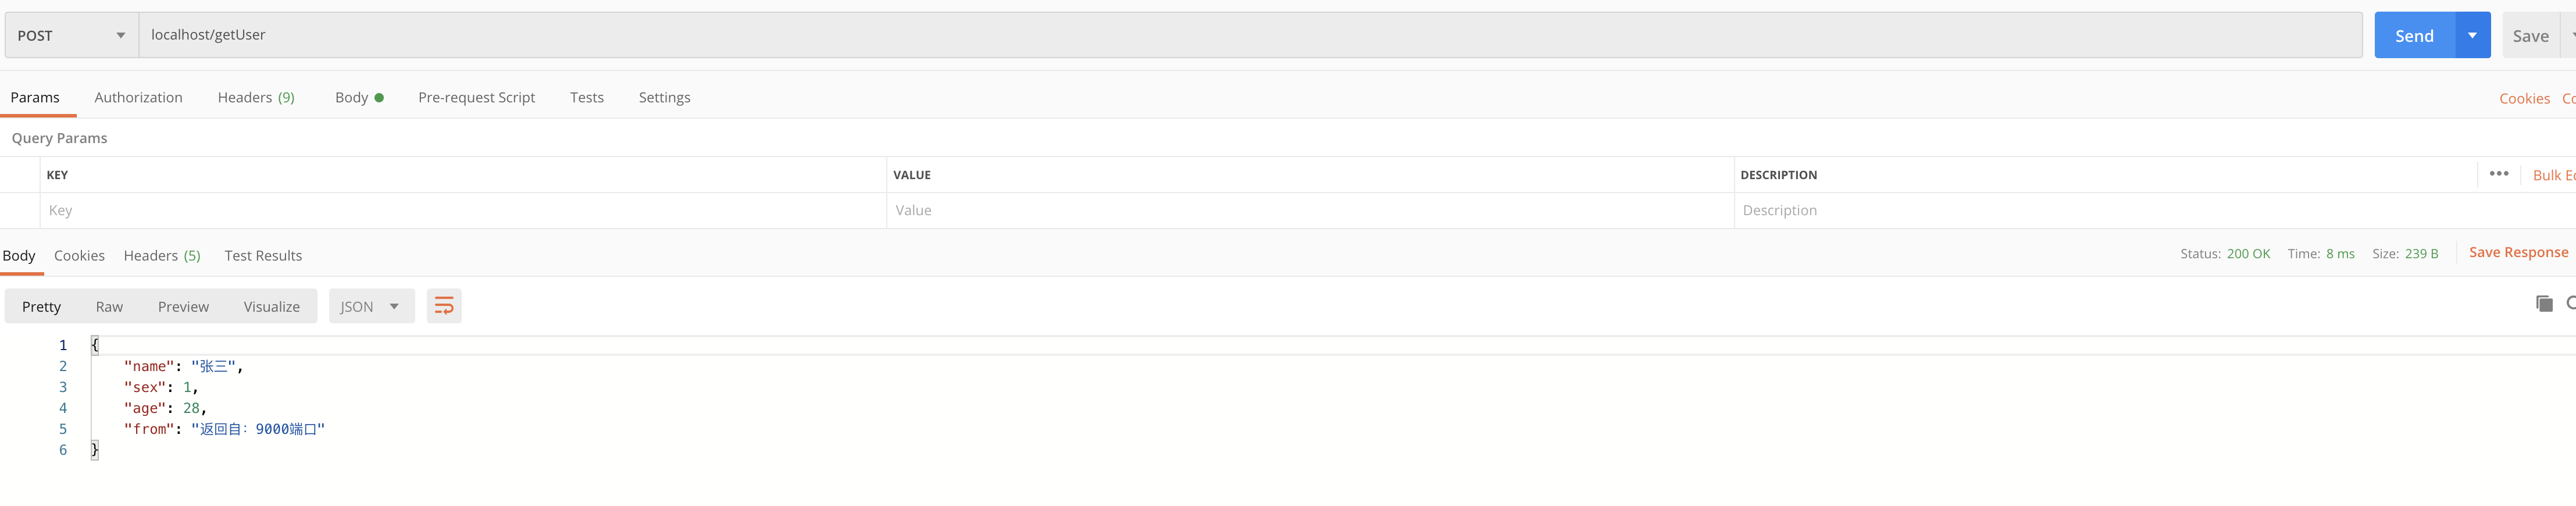 POST localhost/getUser Send Save
Params Authorization Headers (9) Body Pre-request Script Tests Settings Cookies
Query Params
KEY VALUE DESCRIPTION ••• Bulk
Key Value Description
Body Cookies Headers (5) Test Results Status: 200 OK Time: 8 ms Size: 239 B Save Response
Pretty Raw Preview Visualize JSON
1 {
2 "name": "张三",
3 "sex": 1,
4 "age": 28,
5 "from": "返回自：9000端口"
6 }